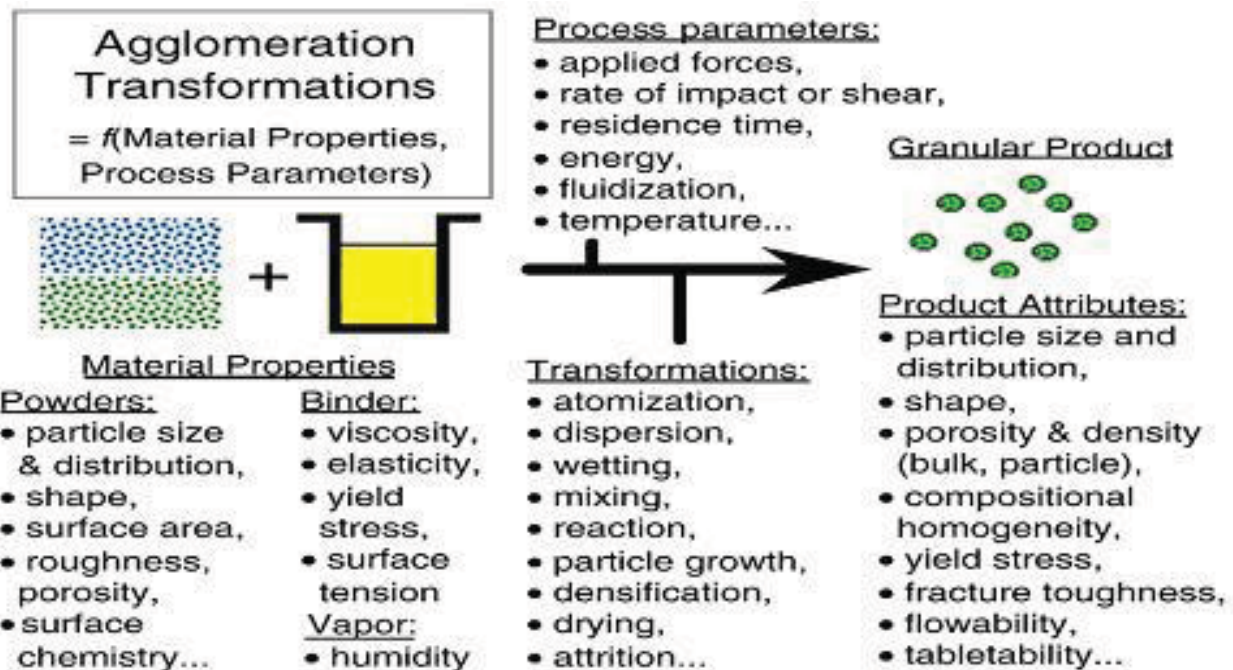 Agglomeration
Transformations
= f(Material Properties,
Process Parameters)
Process parameters:
• applied forces,
• rate of impact or shear,
• residence time,
• energy,
• fluidization,
• temperature...
Granular Product
+
Material Properties
Powders:
• particle size
& distribution,
• shape,
• surface area,
• roughness,
porosity,
• surface
chemistry...
Binder:
• viscosity,
• elasticity,
• yield
stress,
• surface
tension
Vapor:
• humidity
Transformations:
• atomization,
• dispersion,
• wetting,
• mixing,
• reaction,
• particle growth,
• densification,
• drying,
• attrition...
Product Attributes:
• particle size and
distribution,
• shape,
• porosity & density
(bulk, particle),
• compositional
homogeneity,
• yield stress,
• fracture toughness,
• flowability,
• tabletability...